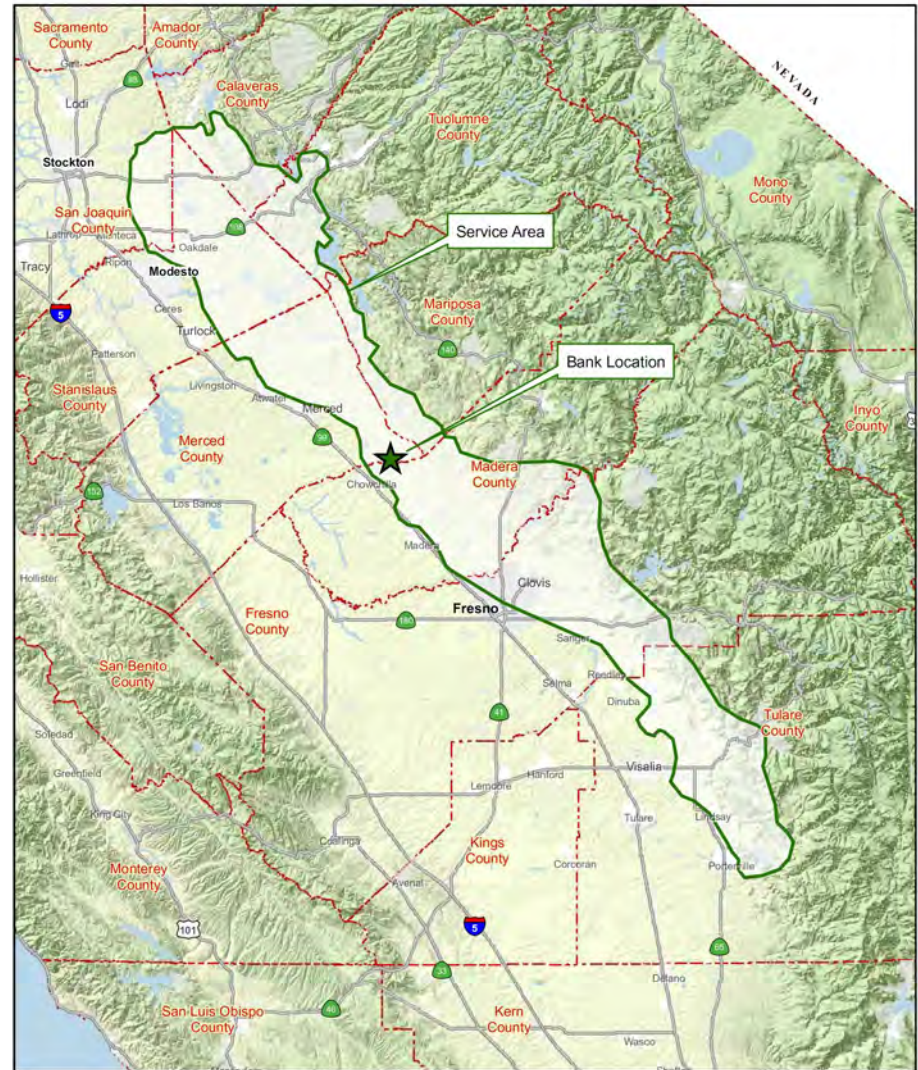 Sacramento
County
Amador
County
Galt
88
Lodi
Calaveras
County
NEVADA
Tuolumne
County
Stockton
Mono
County
San Joaquin
County
Lathrop
Manteca
Oakdale
108
Service Area
Tracy
Ripon
Modesto
5
Ceres
Mariposa
County
Turlock
140
Patterson
Bank Location
Stanislaus
County
Livingston
Atwater
Merced
Inyo
County
Merced
County
99
Madera
County
Chowchilla
152
Los Banos
Madera
Hollister
Clovis
Fresno
County
Fresno
180
Sanger
San Benito
County
Reedley
Selma
Dinuba
41
Tulare
County
Soledad
Visalia
Greenfield
Hanford
Lemoore
Lindsay
King City
Tulare
Coalinga
Kings
County
Corcoran
Porterville
Monterey
County
Avenal
101
5
65
33
Delano
San Luis Obispo
County
46
Kern
County
Wasco